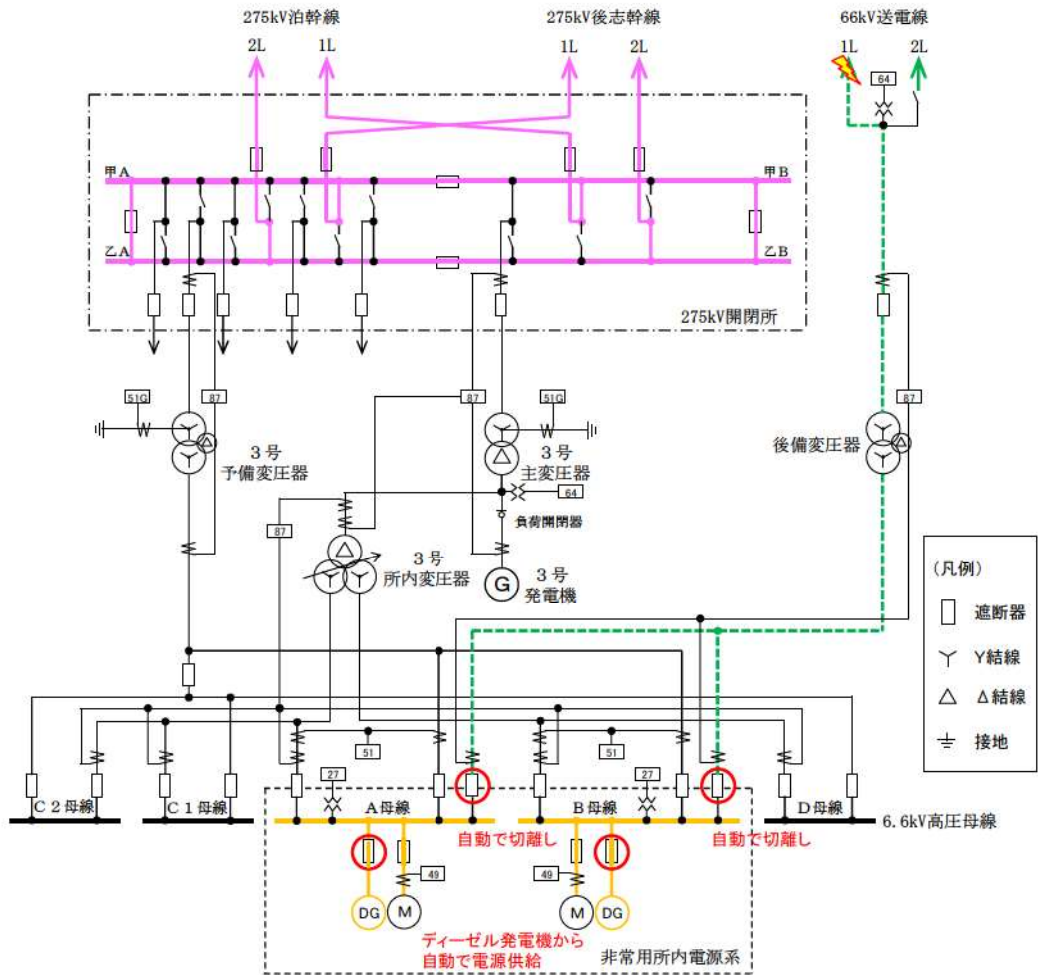 275kV泊幹線
275kV後志幹線
66kV送電線
2L
1L
1L
2L
1L
2L
64
甲A
甲B
乙A
乙B
275kV開閉所
51G
87
87
51G
87
3号
予備変圧器
3号
主変圧器
後備変圧器
64
負荷開閉器
87
3号
所内変圧器
G
3号
発電機
(凡例)
遮断器
Y結線
Δ結線
接地
51
51
27
27
C2母線
C1母線
A母線
B母線
D母線
6.6kV高圧母線
自動で切離し
自動で切離し
49
49
DG
M
M
DG
ディーゼル発電機から
自動で電源供給
非常用所内電源系